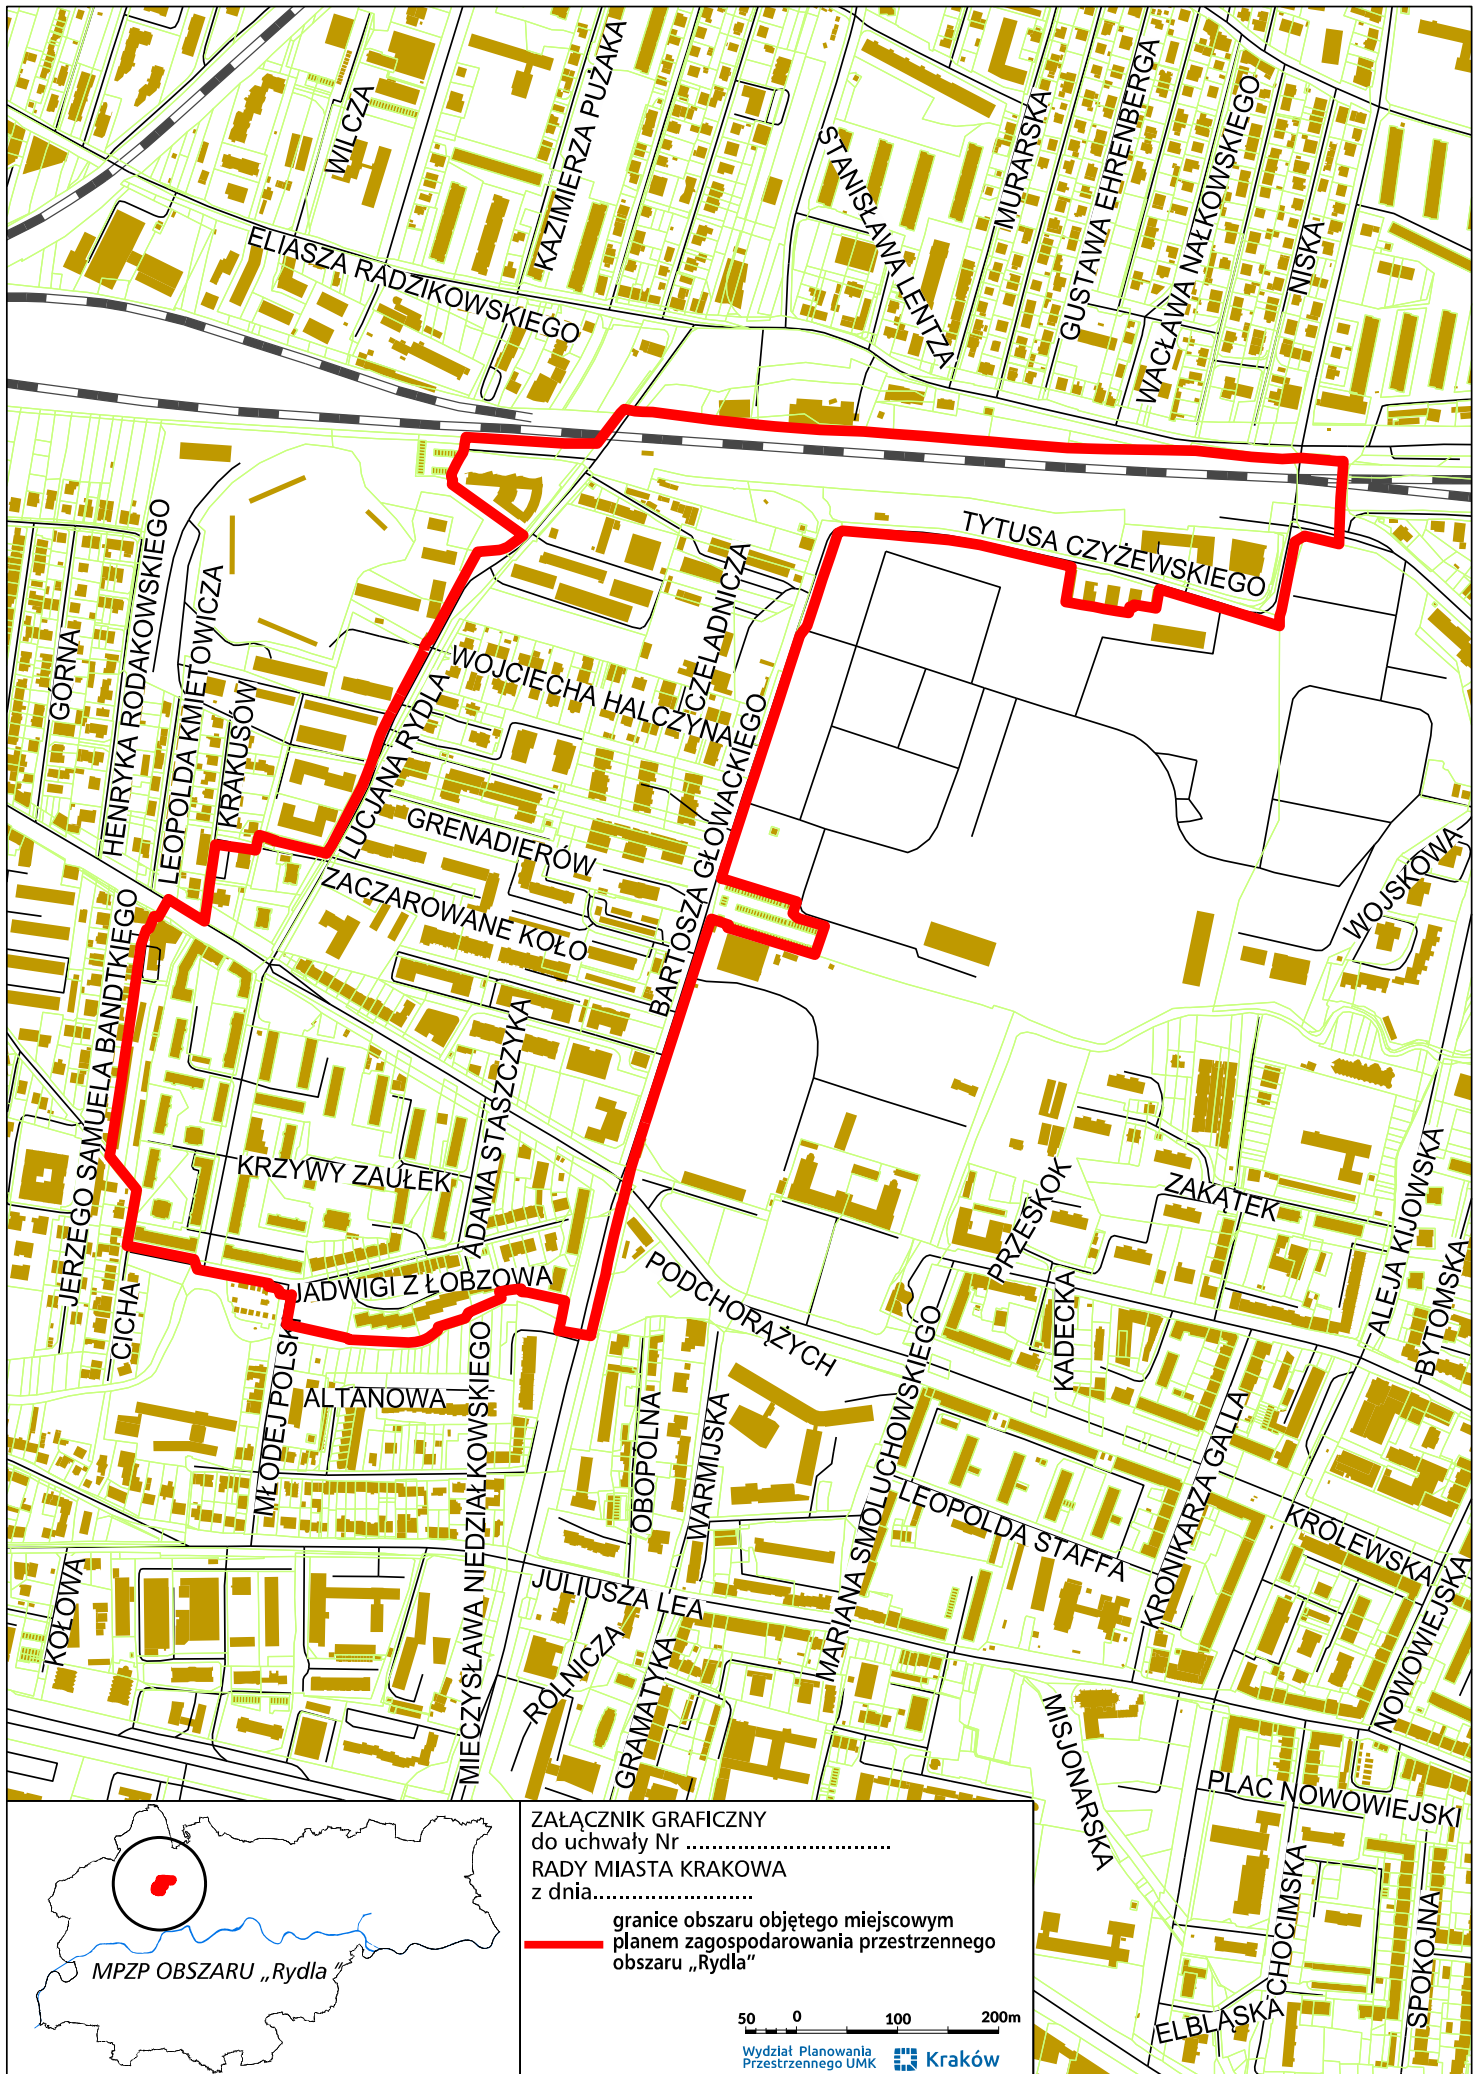 WILCZA
KAZIMIERZA PUŻAKA
STANISŁAWA LENTZA
MURARSKA
GUSTAWA EHRENBERGA
WACŁAWA NAŁKOWSKIEGO
NISKA
ELIASZA RADZIKOWSKIEGO
TYTUSA CZYŻEWSKIEGO
GÓRNA
HENRYKA RODAKOWSKIEGO
LEOPOLDA KMIETOWICZA
KRAKUSÓW
LUCJANA RYDLA
WOJCIECHA HALCZYNA
CZELADNICZA
BARTOSZA GŁOWACKIEGO
GRENADIERÓW
ZACZAROWANE KOŁO
WOJSKOWA
JERZEGO SAMUELA BANDTKIEGO
KRZYWY ZAUŁEK
ADAMA STASZCZYKA
JADWIGI Z ŁOBZOWA
CICHA
PODCHORĄŻYCH
PRZESKOK
KADECKA
ZAKĄTEK
ALEJA KIJOWSKA
BYTOMSKA
MŁODEJ POLSKI
ALTANOWA
MIECZYSŁAWA NIEDZIAŁKOWSKIEGO
OBOPÓLNA
WARMIJSKA
MARIANA SMOLUCHOWSKIEGO
LEOPOLDA STAFFA
KRONIKARZA GALLA
KRÓLEWSKA
NOWOWIEJSKA
KOŁOWA
JULIUSZA LEA
ROLNICZA
GRAMATYKA
MISJONARSKA
PLAC NOWOWIEJSKI
CHOCIMSKA
SPOKOJNA
ELBLĄSKA
MPZP OBSZARU „Rydla"
ZAŁĄCZNIK GRAFICZNY
do uchwały Nr ................................
RADY MIASTA KRAKOWA
z dnia.........................
granice obszaru objętego miejscowym
planem zagospodarowania przestrzennego
obszaru „Rydla"
50 0 100 200m
Wydział Planowania
Przestrzennego UMK
Kraków